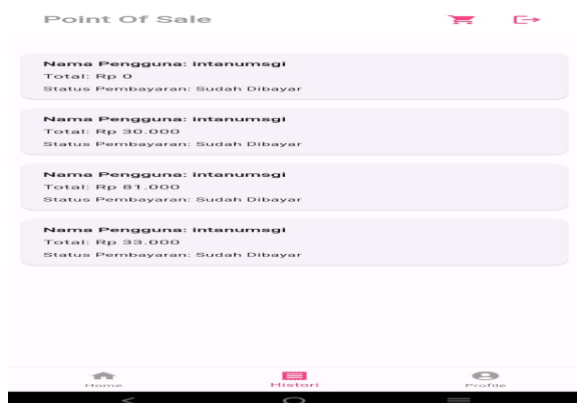 Point Of Sale
Nama Pengguna: intanumsgi
Total: Rp 0
Status Pembayaran: Sudah Dibayar
Nama Pengguna: intanumsgi
Total: Rp 30.000
Status Pembayaran: Sudah Dibayar
Nama Pengguna: intanumsgi
Total: Rp 81.000
Status Pembayaran: Sudah Dibayar
Nama Pengguna: intanumsgi
Total: Rp 33.000
Status Pembayaran: Sudah Dibayar
Home Histori Profile